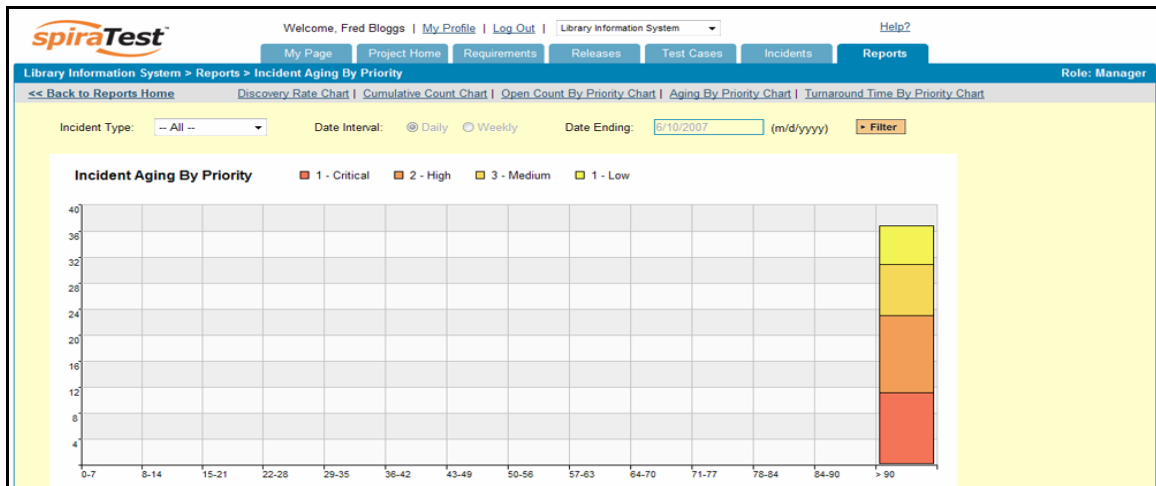 spiraTest
Welcome, Fred Bloggs | My Profile | Log Out | Library Information System
Help?
My Page Project Home Requirements Releases Test Cases Incidents Reports
Library Information System > Reports > Incident Aging By Priority Role: Manager
<< Back to Reports Home Discovery Rate Chart | Cumulative Count Chart | Open Count By Priority Chart | Aging By Priority Chart | Turnaround Time By Priority Chart
Incident Type: -- All -- Date Interval: Daily Weekly Date Ending: 6/10/2007 (m/d/yyyy) Filter
Incident Aging By Priority 1 - Critical 2 - High 3 - Medium 1 - Low
40
36
32
28
24
20
16
12
8
4
0-7 8-14 15-21 22-28 29-35 36-42 43-49 50-56 57-63 64-70 71-77 78-84 84-90 > 90